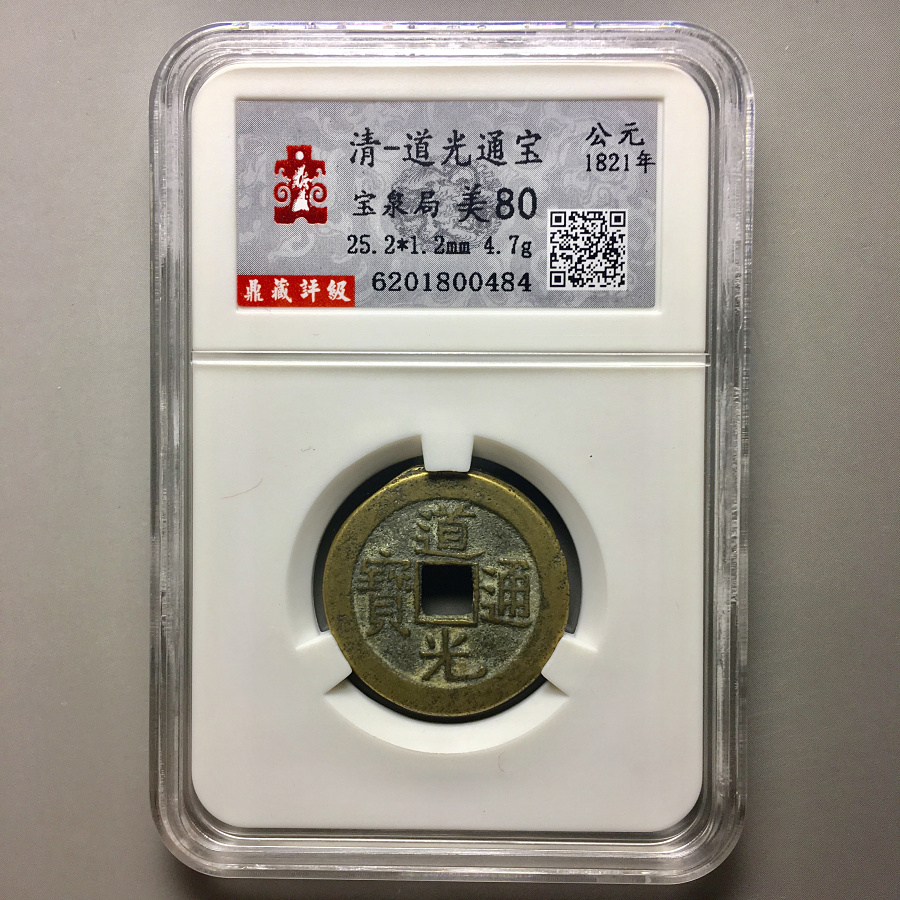 清-道光通宝
公元
1821年
宝泉局 美80
25.2*1.2mm 4.7g
鼎藏評級
6201800484
道
寶 通
光